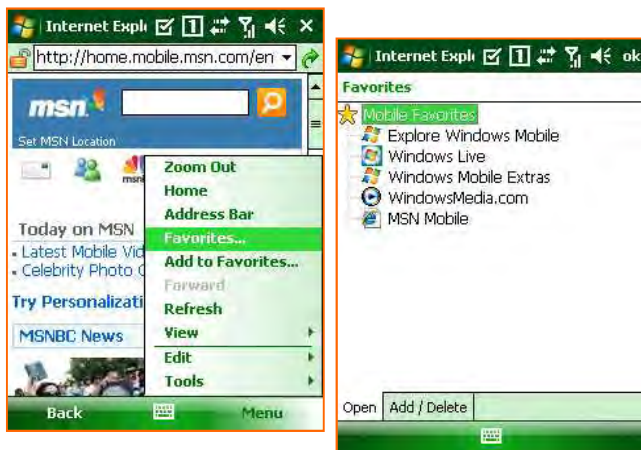 Internet Expl
http://home.mobile.msn.com/en
msn
Set MSN Location
msn
Today on MSN
Latest Mobile Vid
Celebrity Photo
Try Personalizati
MSNBC News
Zoom Out
Home
Address Bar
Favorites...
Add to Favorites...
Forward
Refresh
View
Edit
Tools
Back
Menu
Internet Expl
ok
Favorites
Mobile Favorites
Explore Windows Mobile
Windows Live
Windows Mobile Extras
WindowsMedia.com
MSN Mobile
Open Add / Delete